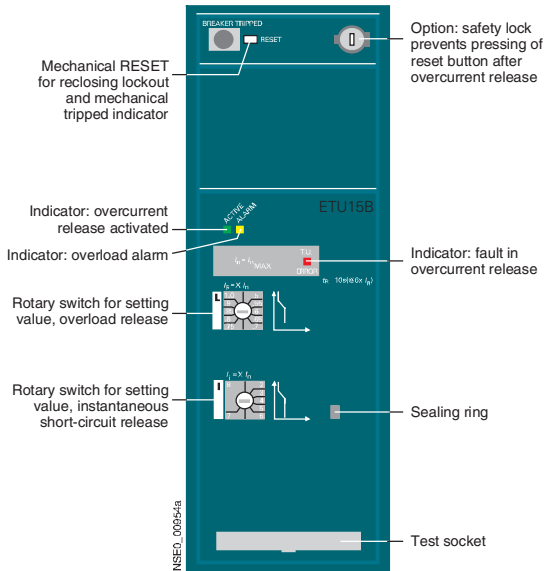 BREAKER TRIPPED
RESET
Mechanical RESET
for reclosing lockout
and mechanical
tripped indicator
Option: safety lock
prevents pressing of
reset button after
overcurrent release
ETU15B
ACTIVE
ALARM
Indicator: overcurrent
release activated
Indicator: overload alarm
T.U.
ERROR
MAX
Indicator: fault in
overcurrent release
Rotary switch for setting
value, overload release
L
Rotary switch for setting
value, instantaneous
short-circuit release
I
Sealing ring
NSE0_00954a
Test socket